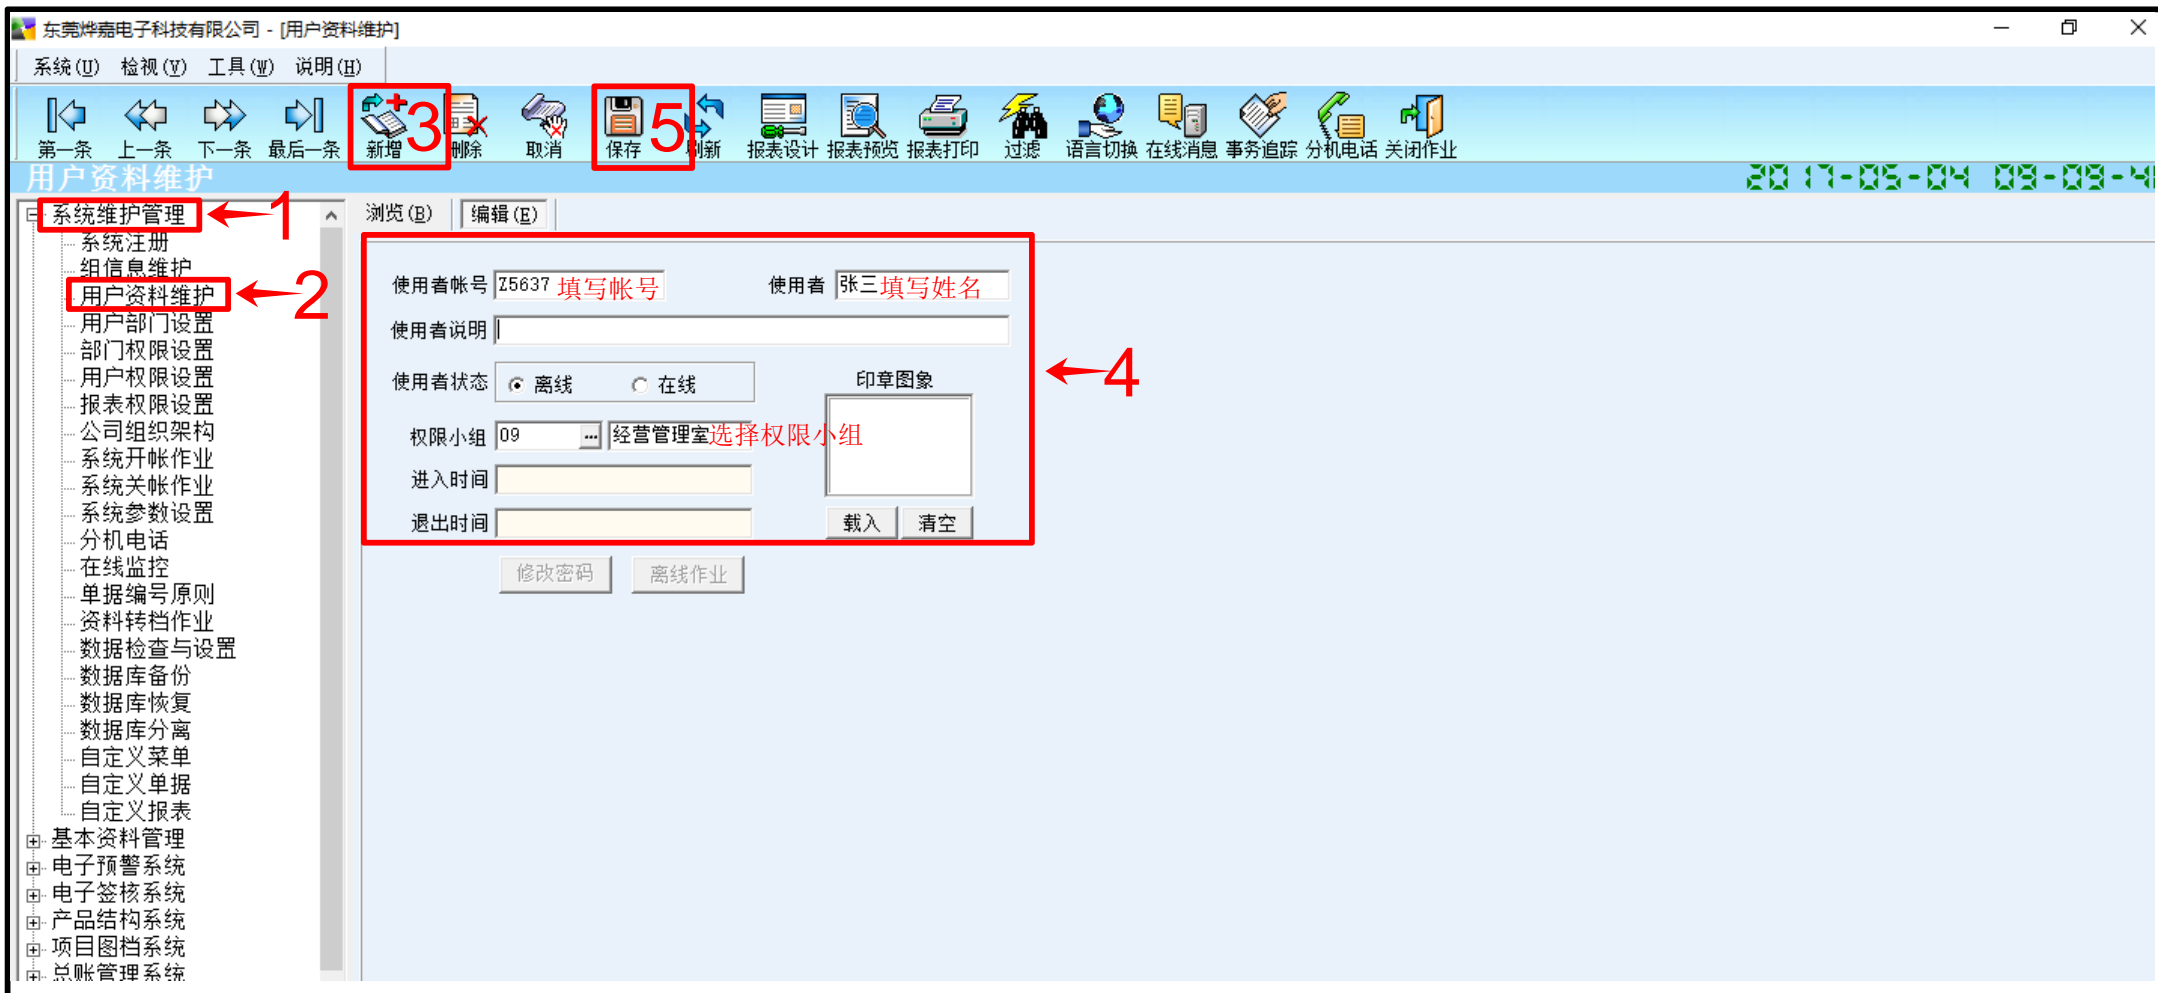 东莞烨嘉电子科技有限公司 - [用户资料维护]
系统(U) 检视(V) 工具(W) 说明(H)
第一条 上一条 下一条 最后一条 新增 删除 取消 保存 刷新 报表设计 报表预览 报表打印 过滤 语言切换 在线消息 事务追踪 分机电话 关闭作业
3 5
用户资料维护
2017-05-04 09-09-4
系统维护管理
1
系统注册
组信息维护
用户资料维护
2
用户部门设置
部门权限设置
用户权限设置
报表权限设置
公司组织架构
系统开帐作业
系统关帐作业
系统参数设置
分机电话
在线监控
单据编号原则
资料转档作业
数据检查与设置
数据库备份
数据库恢复
数据库分离
自定义菜单
自定义单据
自定义报表
基本资料管理
电子预警系统
电子签核系统
产品结构系统
项目图档系统
总账管理系统
浏览(B) 编辑(E)
使用者帐号 Z5637 填写帐号 使用者 张三填写姓名
使用者说明
使用者状态 离线 在线 印章图象
4
权限小组 09 ... 经营管理室选择权限小组
进入时间
退出时间 载入 清空
修改密码 离线作业